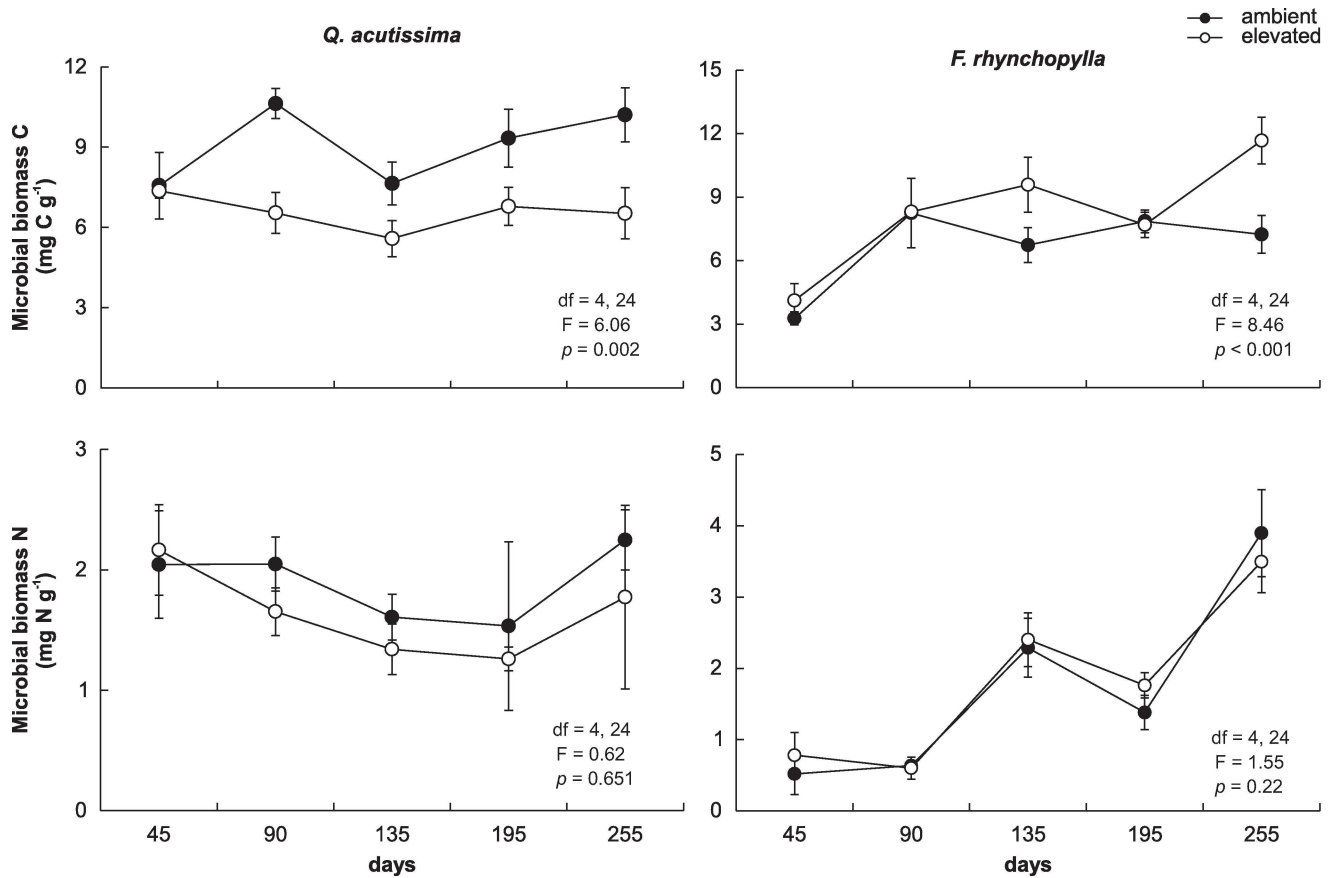 ambient
elevated
Q. acutissima
F. rhynchopylla
Microbial biomass C
(mg C g-1)
12
9
6
3
0
df = 4, 24
F = 6.06
p = 0.002
15
12
9
6
3
0
df = 4, 24
F = 8.46
p < 0.001
Microbial biomass N
(mg N g-1)
3
2
1
0
df = 4, 24
F = 0.62
p = 0.651
45 90 135 195 255
days
5
4
3
2
1
0
df = 4, 24
F = 1.55
p = 0.22
45 90 135 195 255
days